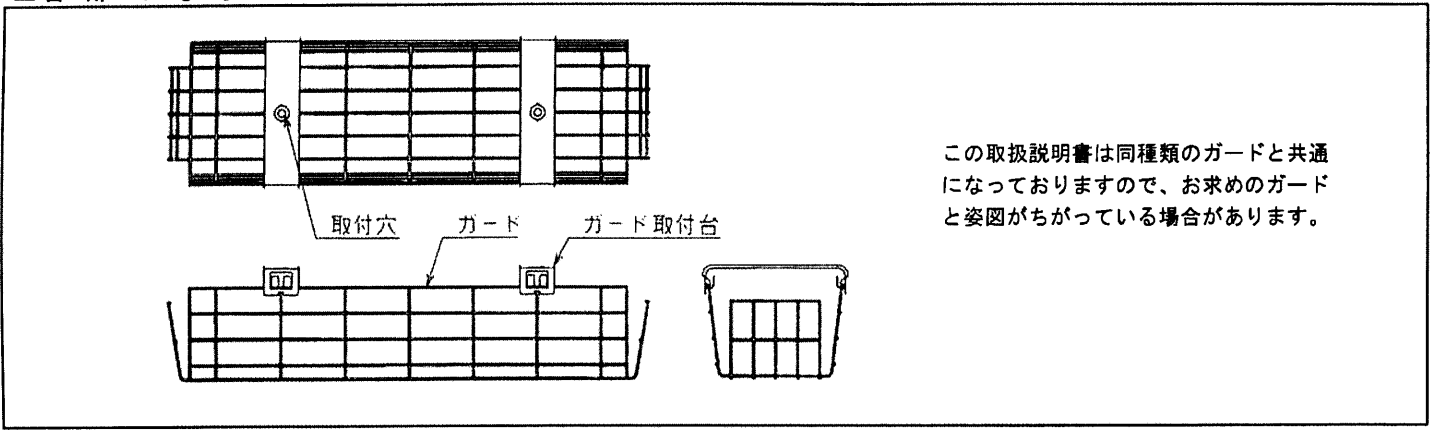 取付穴
ガード
ガード取付台
この取扱説明書は同種類のガードと共通
になっておりますので、お求めのガード
と姿図がちがっている場合があります。